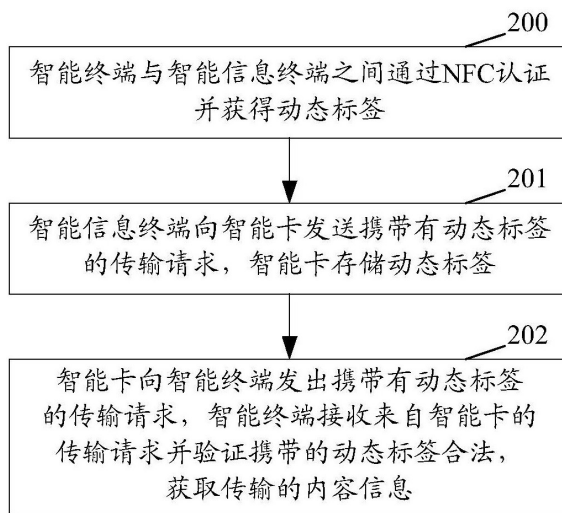 200
智能终端与智能信息终端之间通过NFC认证
并获得动态标签
201
智能信息终端向智能卡发送携带有动态标签
的传输请求，智能卡存储动态标签
202
智能卡向智能终端发出携带有动态标签
的传输请求，智能终端接收来自智能卡的
传输请求并验证携带的动态标签合法，
获取传输的内容信息